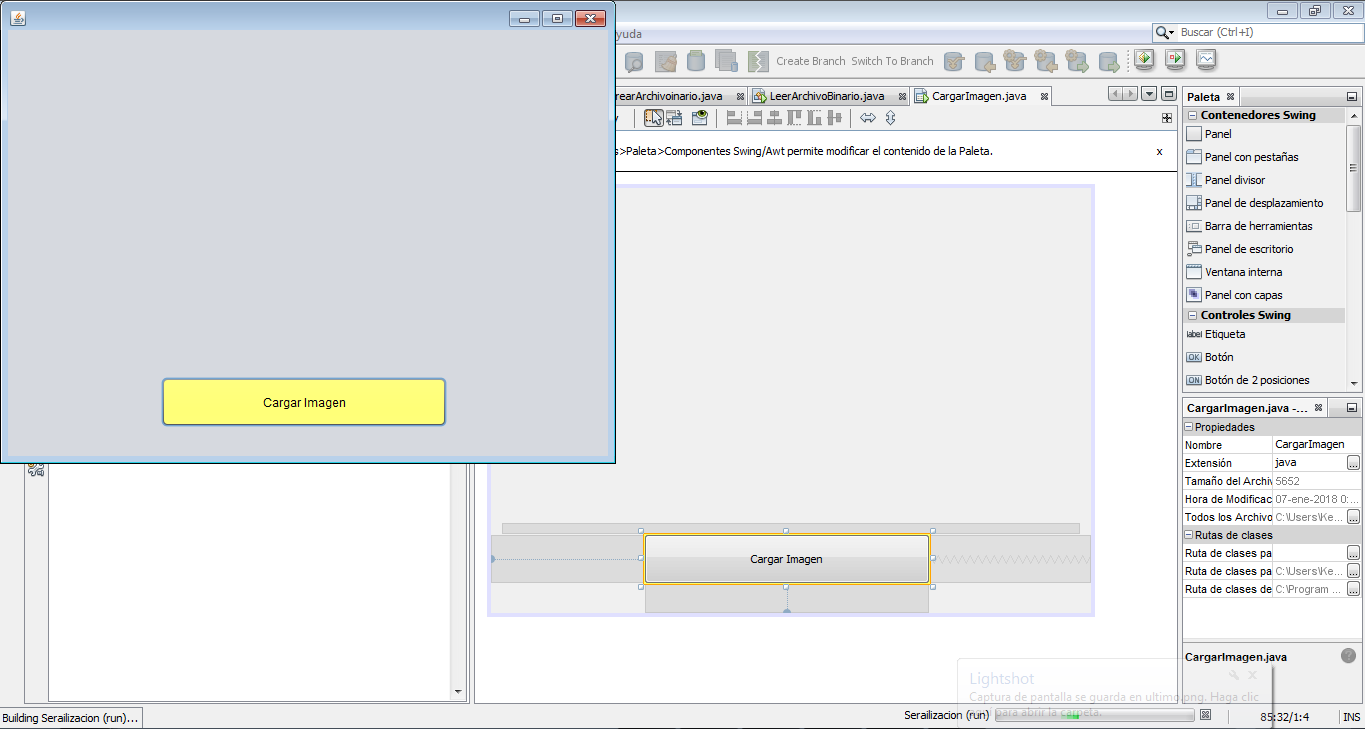 yuda
Buscar (Ctrl+I)
Create Branch Switch To Branch
rearArchivoinario.java
LeerArchivoBinario.java
CargarImagen.java
s>Paleta>Componentes Swing/Awt permite modificar el contenido de la Paleta.
x
Cargar Imagen
Cargar Imagen
Paleta
Contenedores Swing
Panel
Panel con pestañas
Panel divisor
Panel de desplazamiento
Barra de herramientas
Panel de escritorio
Ventana interna
Panel con capas
Controles Swing
label Etiqueta
OK Botón
ON Botón de 2 posiciones
CargarImagen.java -...
Propiedades
Nombre CargarImagen
Extensión java ...
Tamaño del Archiv 5652
Hora de Modificac 07-ene-2018 0:...
Todos los Archivo C:\Users\Ke... ...
Rutas de clases
Ruta de clases pa ...
Ruta de clases pa C:\Users\Ke... ...
Ruta de clases de C:\Program ... ...
CargarImagen.java
?
Lightshot
Captura de pantalla se guarda en ultimo.png. Haga clic
aquí para abrir la carpeta.
Building Serailizacion (run)...
Serailizacion (run)
85:32/1:4
INS